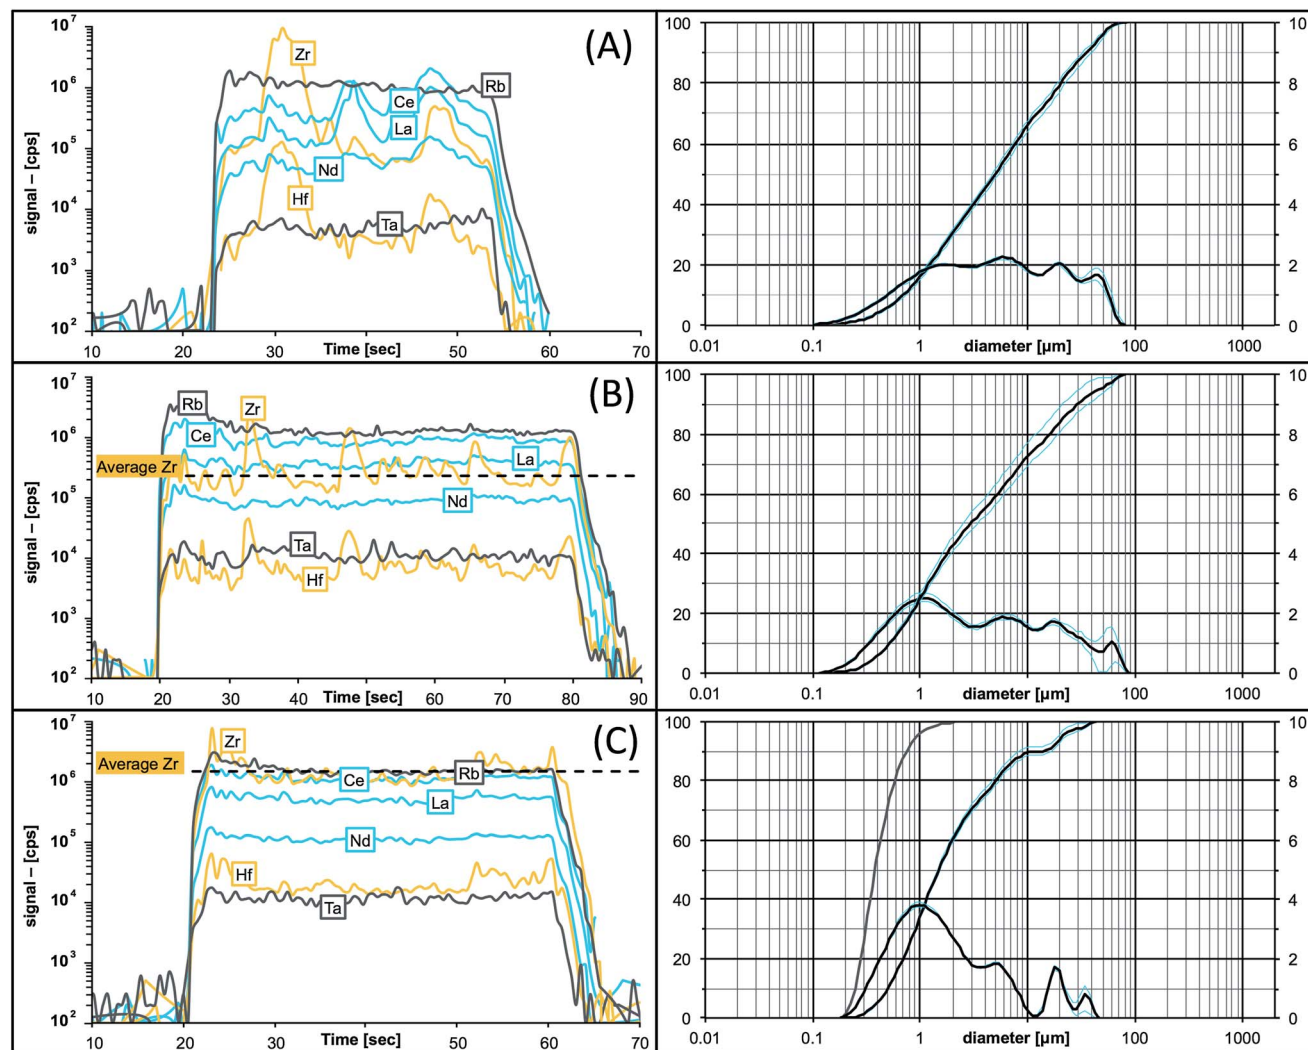 (A)
signal – [cps]
10⁷
10⁶
10⁵
10⁴
10³
10²
Zr
Rb
Ce
La
Nd
Hf
Ta
10 20 30 40 50 60 70
Time [sec]
100 10
80 8
60 6
40 4
20 2
0 0
0.01 0.1 1 10 100 1000
diameter [µm]
(B)
signal – [cps]
10⁷
10⁶
10⁵
10⁴
10³
10²
Rb
Zr
Ce
Average Zr
La
Nd
Ta
Hf
10 20 30 40 50 60 70 80 90
Time [sec]
100 10
80 8
60 6
40 4
20 2
0 0
0.01 0.1 1 10 100 1000
diameter [µm]
(C)
signal – [cps]
10⁷
10⁶
10⁵
10⁴
10³
10²
Zr
Average Zr
Ce
Rb
La
Nd
Hf
Ta
10 20 30 40 50 60 70
Time [sec]
100 10
80 8
60 6
40 4
20 2
0 0
0.01 0.1 1 10 100 1000
diameter [µm]